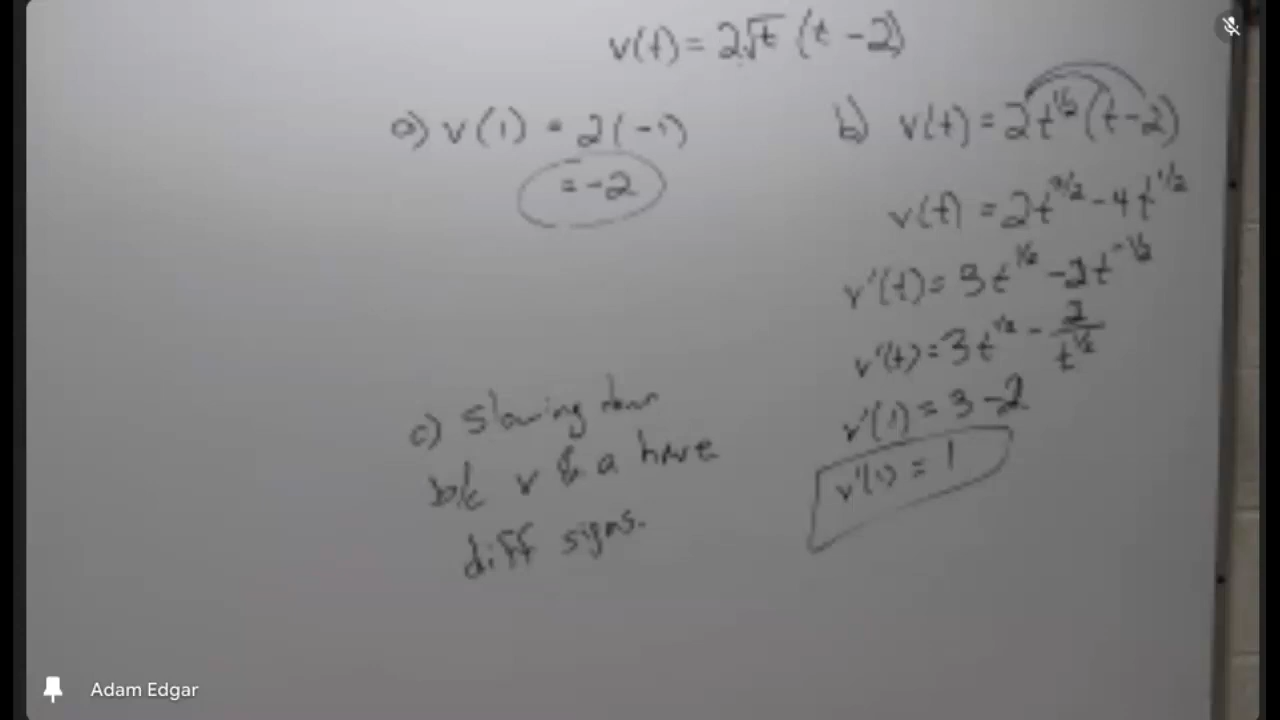 v(t) = 2√t (t - 2)
a) v(1) = 2(-1)
= -2
b) v(t) = 2t^{1/2}(t-2)
v(t) = 2t^{3/2} - 4t^{1/2}
v'(t) = 3t^{1/2} - 2t^{-1/2}
v'(t) = 3t^{1/2} - \frac{2}{t^{1/2}}
v'(1) = 3 - 2
v'(1) = 1
c) Slowing down
b/c v & a have
diff signs.
Adam Edgar